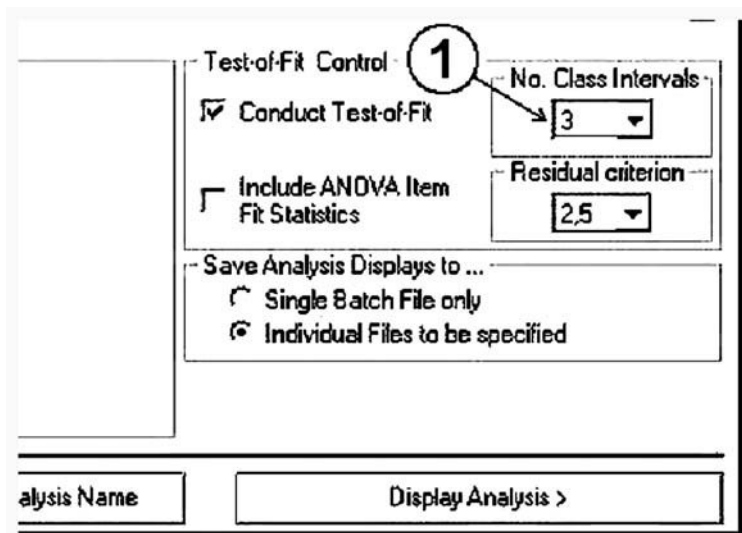 Test-of-Fit Control
1
No. Class Intervals
Conduct Test-of-Fit
3
Include ANOVA Item
Fit Statistics
Residual criterion
2,5
Save Analysis Displays to ...
Single Batch File only
Individual Files to be specified
alysis Name
Display Analysis >